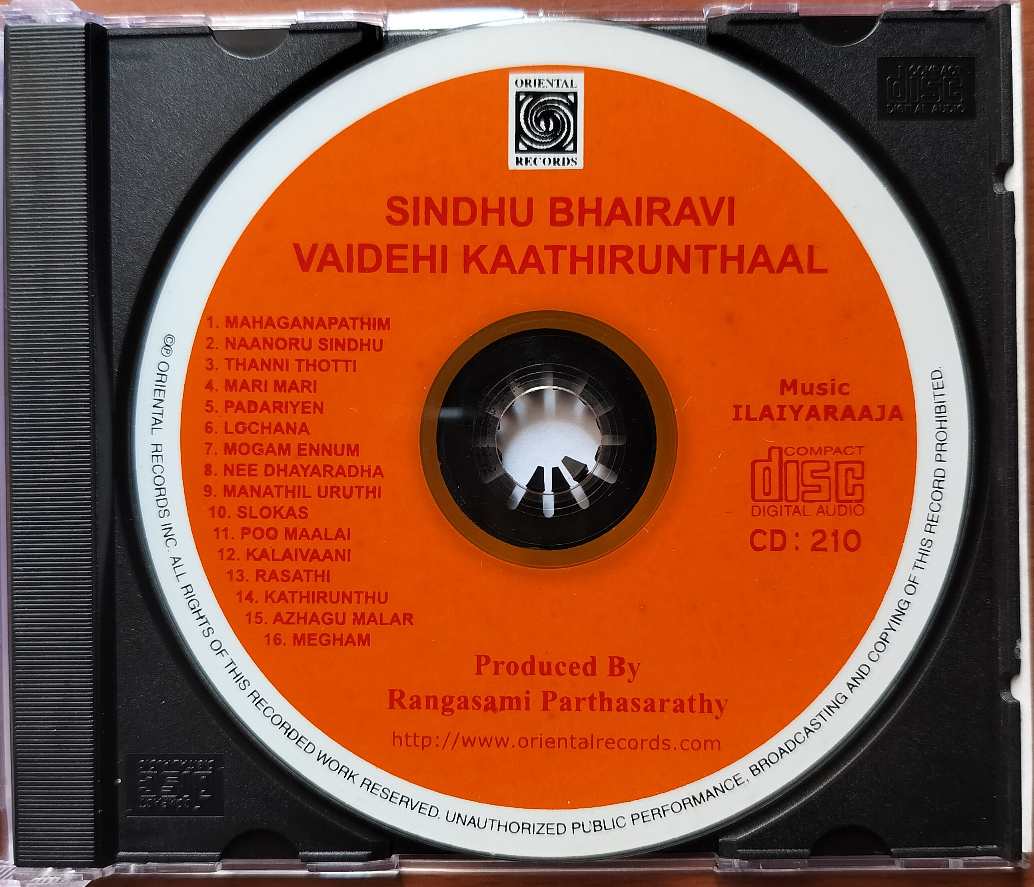 ORIENTAL
RECORDS
SINDHU BHAIRAVI
VAIDEHI KAATHIRUNTHAAL
1. MAHAGANAPATHIM
2. NAANORU SINDHU
3. THANNI THOTTI
4. MARI MARI
5. PADARIYEN
6. LOCHANA
7. MOGAM ENNUM
8. NEE DHAYARADHA
9. MANATHIL URUTHI
10. SLOKAS
11. POO MAALAI
12. KALAIVAANI
13. RASATHI
14. KATHIRUNTHU
15. AZHAGU MALAR
16. MEGHAM
Music
ILAIYARAAJA
COMPACT
disc
DIGITAL AUDIO
CD : 210
Produced By
Rangasami Parthasarathy
http://www.orientalrecords.com
©℗ ORIENTAL RECORDS INC. ALL RIGHTS OF THIS RECORDED WORK RESERVED. UNAUTHORIZED PUBLIC PERFORMANCE, BROADCASTING AND COPYING OF THIS RECORD PROHIBITED.
COMPACT
disc
DIGITAL AUDIO